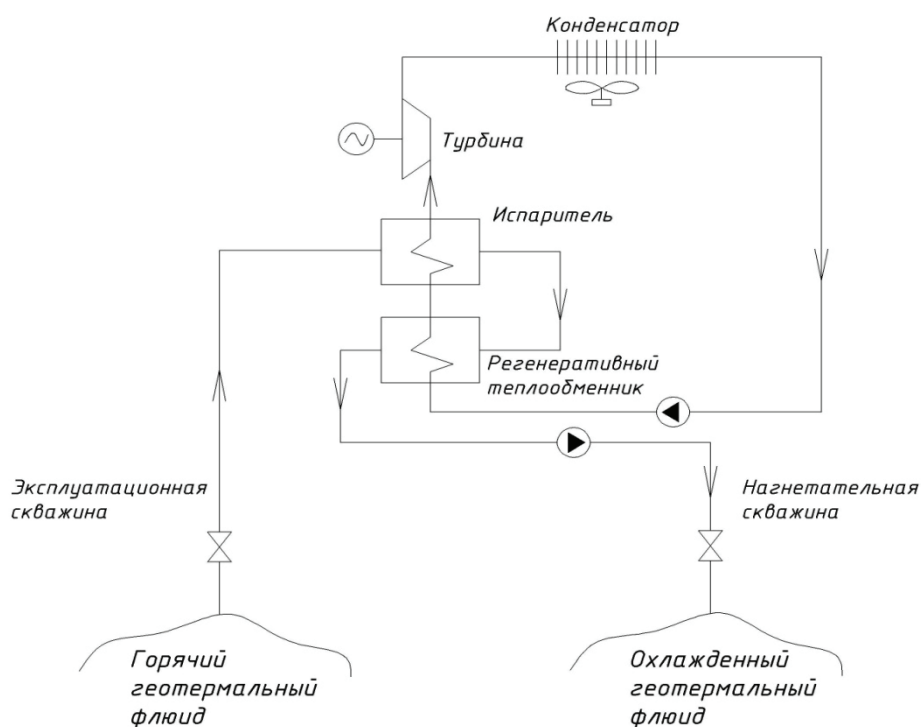 Конденсатор
Турбина
Испаритель
Регенеративный
теплообменник
Эксплуатационная
скважина
Нагнетательная
скважина
Горячий
геотермальный
флюид
Охлажденный
геотермальный
флюид